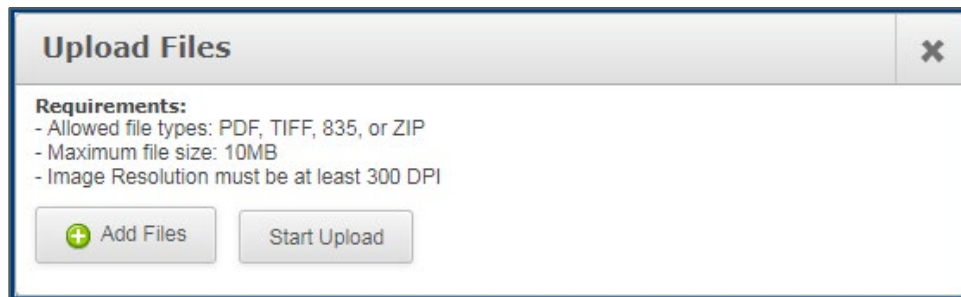 Upload Files
Requirements:
- Allowed file types: PDF, TIFF, 835, or ZIP
- Maximum file size: 10MB
- Image Resolution must be at least 300 DPI
Add Files
Start Upload